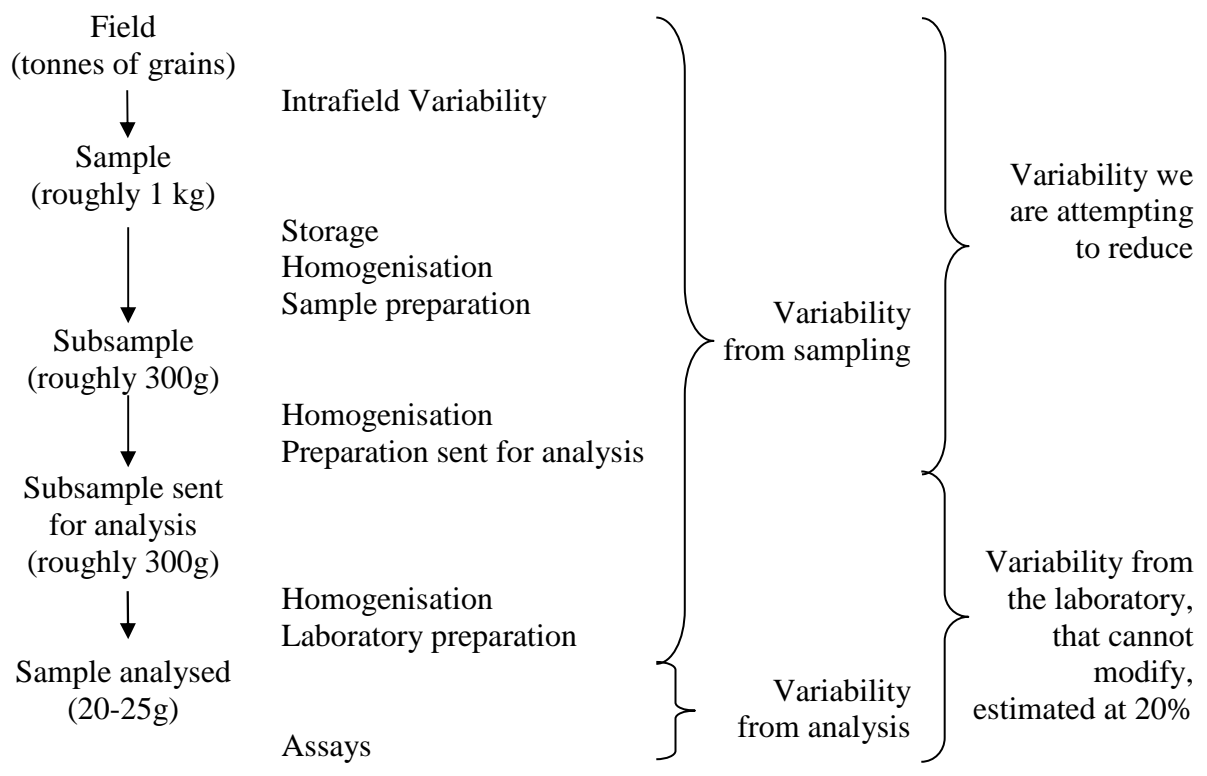 Field
(tonnes of grains)
Intrafield Variability
Sample
(roughly 1 kg)
Storage
Homogenisation
Sample preparation
Subsample
(roughly 300g)
Homogenisation
Preparation sent for analysis
Subsample sent
for analysis
(roughly 300g)
Homogenisation
Laboratory preparation
Sample analysed
(20-25g)
Assays
Variability
from sampling
Variability
from analysis
Variability we
are attempting
to reduce
Variability from
the laboratory,
that cannot
modify,
estimated at 20%